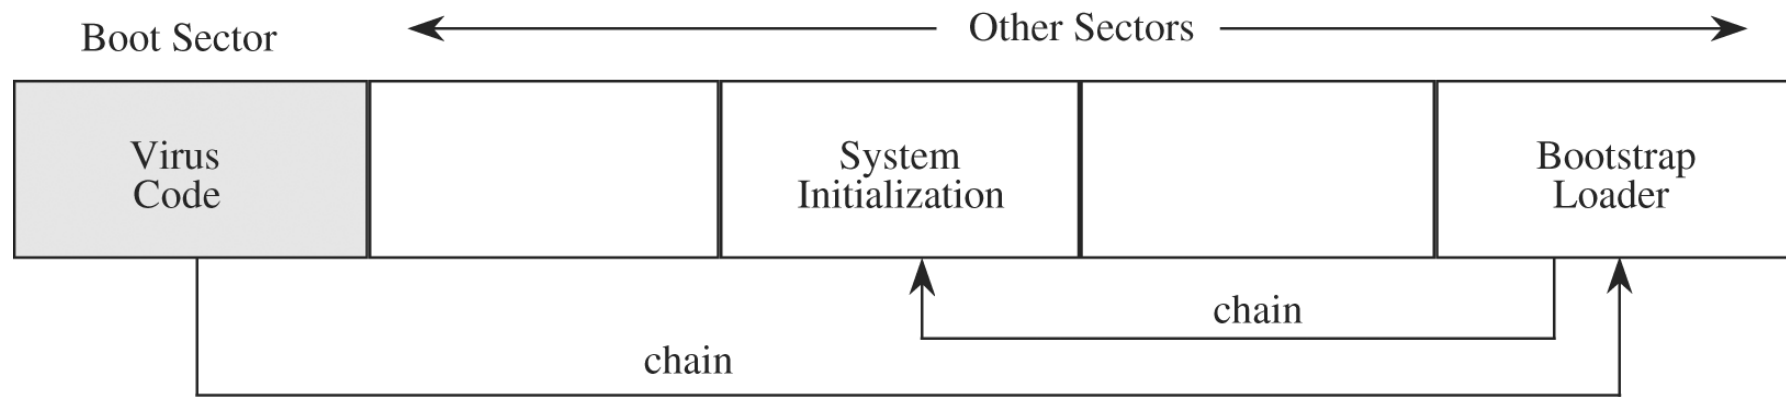 Boot Sector
Other Sectors
Virus
Code
System
Initialization
Bootstrap
Loader
chain
chain